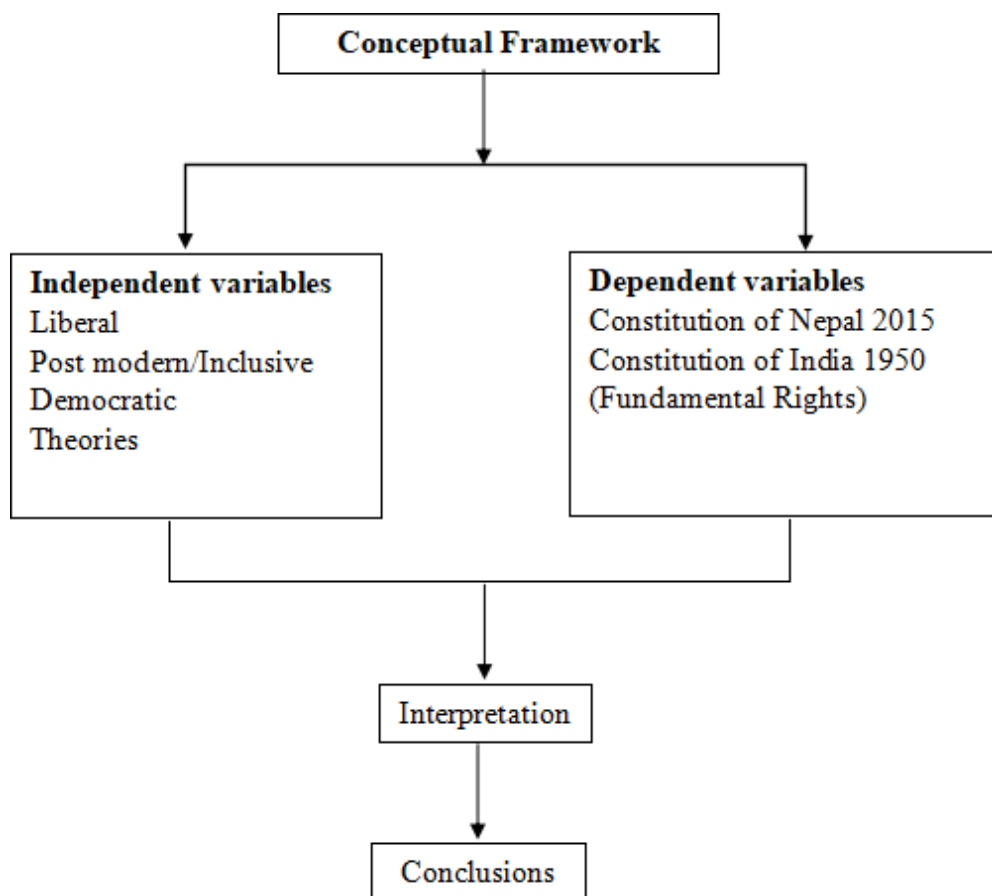 Conceptual Framework
Independent variables
Liberal
Post modern/Inclusive
Democratic
Theories
Dependent variables
Constitution of Nepal 2015
Constitution of India 1950
(Fundamental Rights)
Interpretation
Conclusions